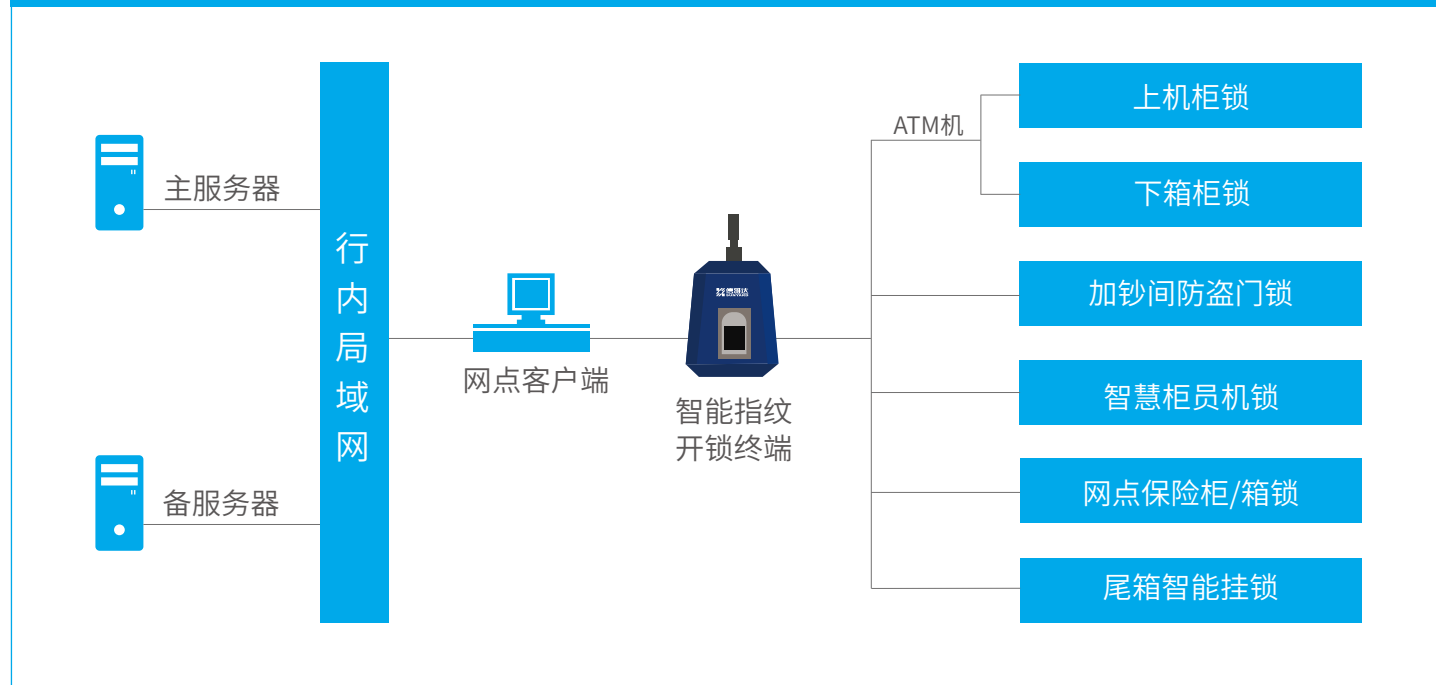 主服务器
备服务器
行内局域网
网点客户端
智能指纹
开锁终端
ATM机
上机柜锁
下箱柜锁
加钞间防盗门锁
智慧柜员机锁
网点保险柜/箱锁
尾箱智能挂锁